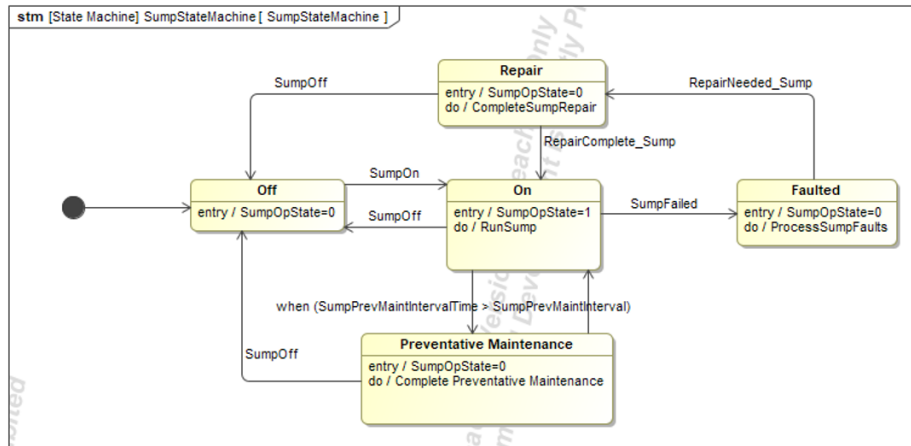 stm [State Machine] SumpStateMachine [ SumpStateMachine ]
Repair
entry / SumpOpState=0
do / CompleteSumpRepair
SumpOff
RepairNeeded_Sump
RepairComplete_Sump
Off
entry / SumpOpState=0
SumpOn
SumpOff
On
entry / SumpOpState=1
do / RunSump
SumpFailed
Faulted
entry / SumpOpState=0
do / ProcessSumpFaults
when (SumpPrevMaintIntervalTime > SumpPrevMaintInterval)
SumpOff
Preventative Maintenance
entry / SumpOpState=0
do / Complete Preventative Maintenance